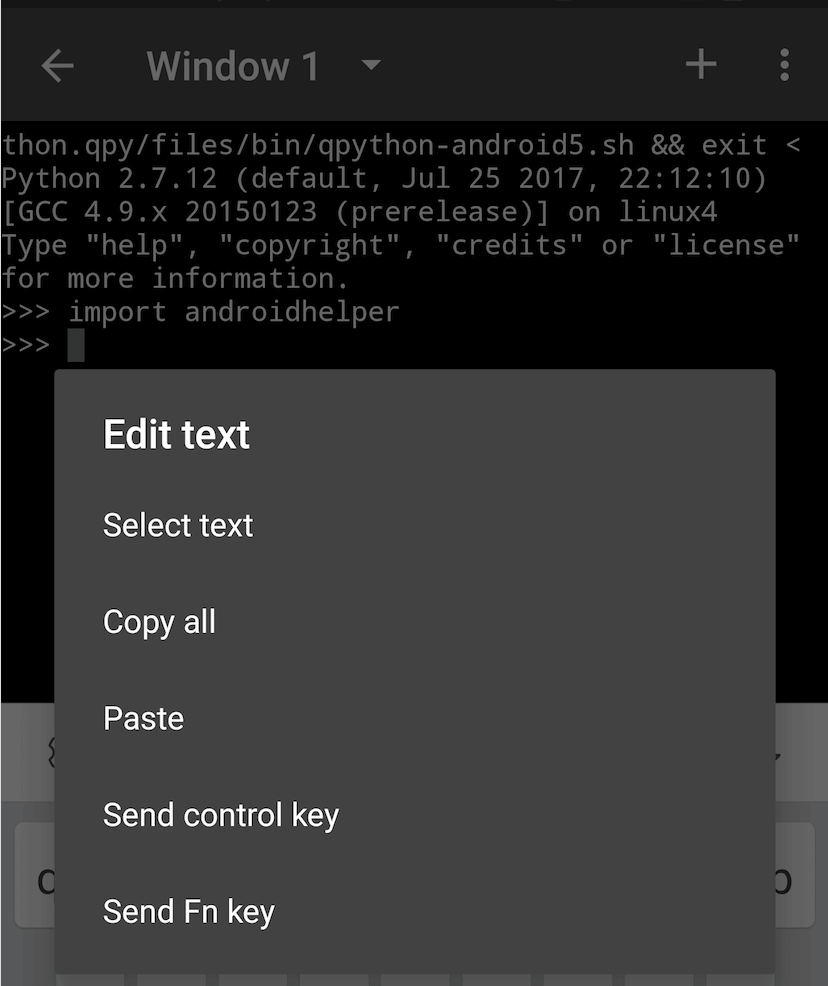 Window 1
thon.qpy/files/bin/qpython-android5.sh && exit <
Python 2.7.12 (default, Jul 25 2017, 22:12:10)
[GCC 4.9.x 20150123 (prerelease)] on linux4
Type "help", "copyright", "credits" or "license"
for more information.
>>> import androidhelper
>>>
Edit text
Select text
Copy all
Paste
Send control key
Send Fn key